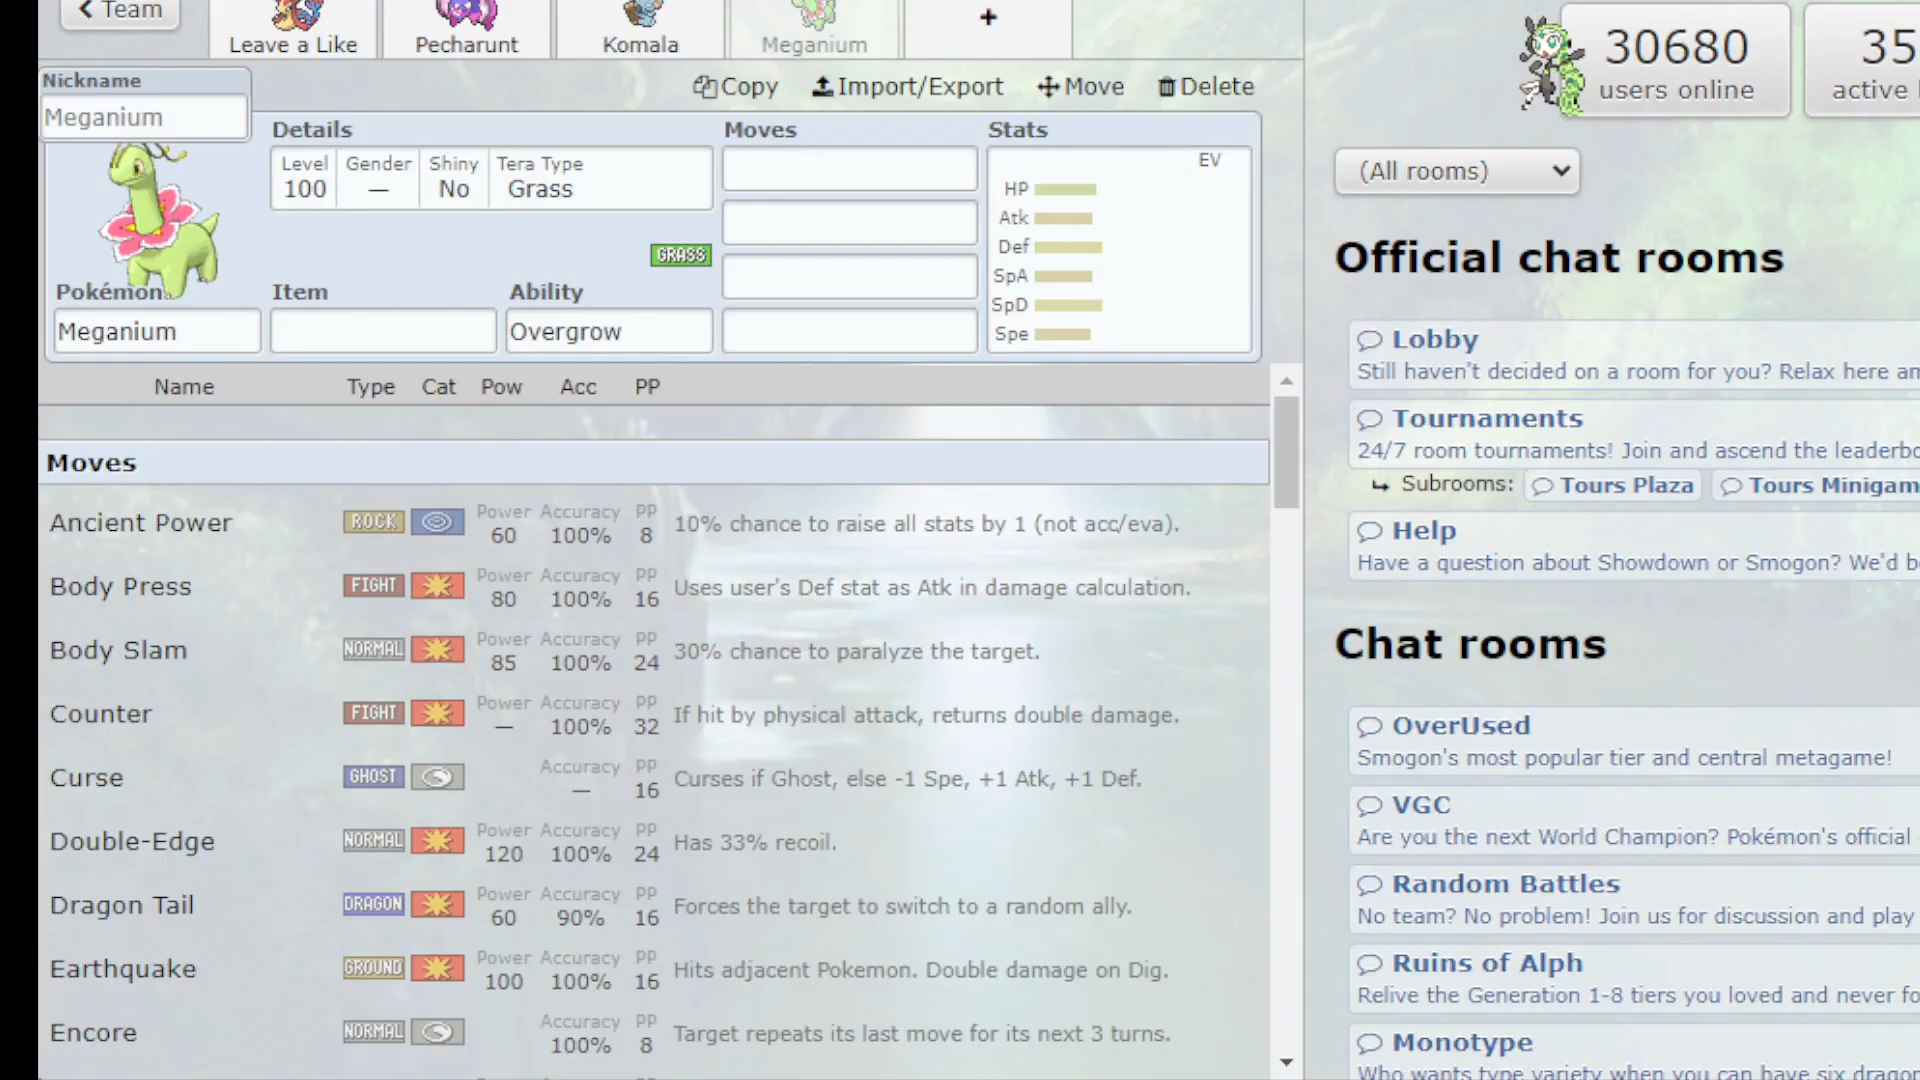 Team
Leave a Like
Pecharunt
Komala
Meganium
+
Nickname
Meganium
Copy
Import/Export
Move
Delete
Details
Level
100
Gender
—
Shiny
No
Tera Type
Grass
GRASS
Pokémon
Meganium
Item
Ability
Overgrow
Moves
Stats
EV
HP
Atk
Def
SpA
SpD
Spe
Name Type Cat Pow Acc PP
Moves
Ancient Power ROCK Power 60 Accuracy 100% PP 8 10% chance to raise all stats by 1 (not acc/eva).
Body Press FIGHT Power 80 Accuracy 100% PP 16 Uses user's Def stat as Atk in damage calculation.
Body Slam NORMAL Power 85 Accuracy 100% PP 24 30% chance to paralyze the target.
Counter FIGHT Power — Accuracy 100% PP 32 If hit by physical attack, returns double damage.
Curse GHOST Accuracy — PP 16 Curses if Ghost, else -1 Spe, +1 Atk, +1 Def.
Double-Edge NORMAL Power 120 Accuracy 100% PP 24 Has 33% recoil.
Dragon Tail DRAGON Power 60 Accuracy 90% PP 16 Forces the target to switch to a random ally.
Earthquake GROUND Power 100 Accuracy 100% PP 16 Hits adjacent Pokemon. Double damage on Dig.
Encore NORMAL Accuracy 100% PP 8 Target repeats its last move for its next 3 turns.
30680
users online
35
active
(All rooms)
Official chat rooms
Lobby
Still haven't decided on a room for you? Relax here
Tournaments
24/7 room tournaments! Join and ascend the
Subrooms: Tours Plaza Tours
Help
Have a question about Showdown or Smogon? We'd
Chat rooms
OverUsed
Smogon's most popular tier and central metagame!
VGC
Are you the next World Champion? Pokémon's official
Random Battles
No team? No problem! Join us for discussion and play
Ruins of Alph
Relive the Generation 1-8 tiers you loved and never
Monotype
Who wants type variety when you can have six